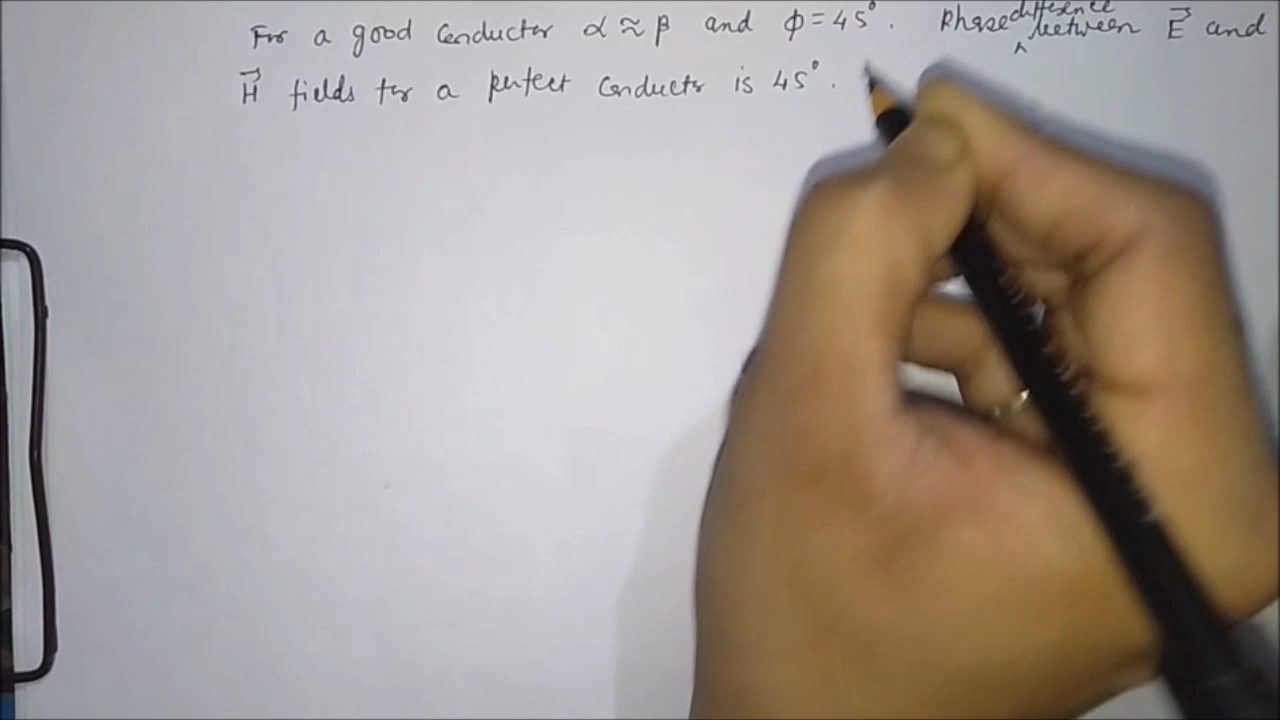 For a good conductor α ≈ β and ϕ = 45°. Phase difference between E⃗ and
H⃗ fields for a perfect conductor is 45°.